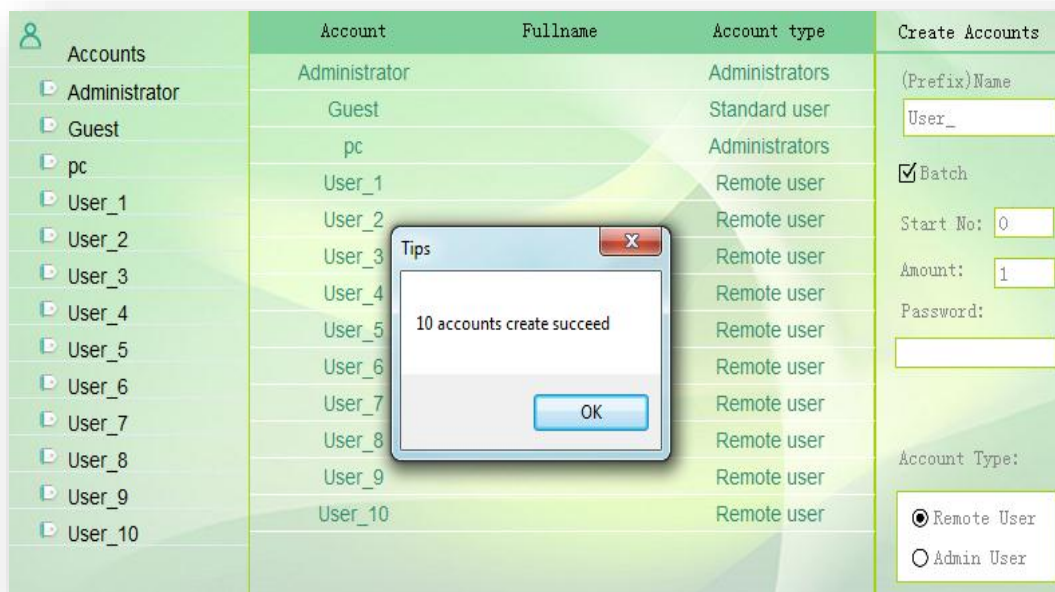 Accounts
Administrator
Guest
pc
User_1
User_2
User_3
User_4
User_5
User_6
User_7
User_8
User_9
User_10
Account Fullname Account type
Administrator Administrators
Guest Standard user
pc Administrators
User_1 Remote user
User_2 Remote user
User_3 Remote user
User_4 Remote user
User_5 Remote user
User_6 Remote user
User_7 Remote user
User_8 Remote user
User_9 Remote user
User_10 Remote user
Tips
10 accounts create succeed
OK
Create Accounts
(Prefix)Name
User_
Batch
Start No: 0
Amount: 1
Password:
Account Type:
Remote User
Admin User